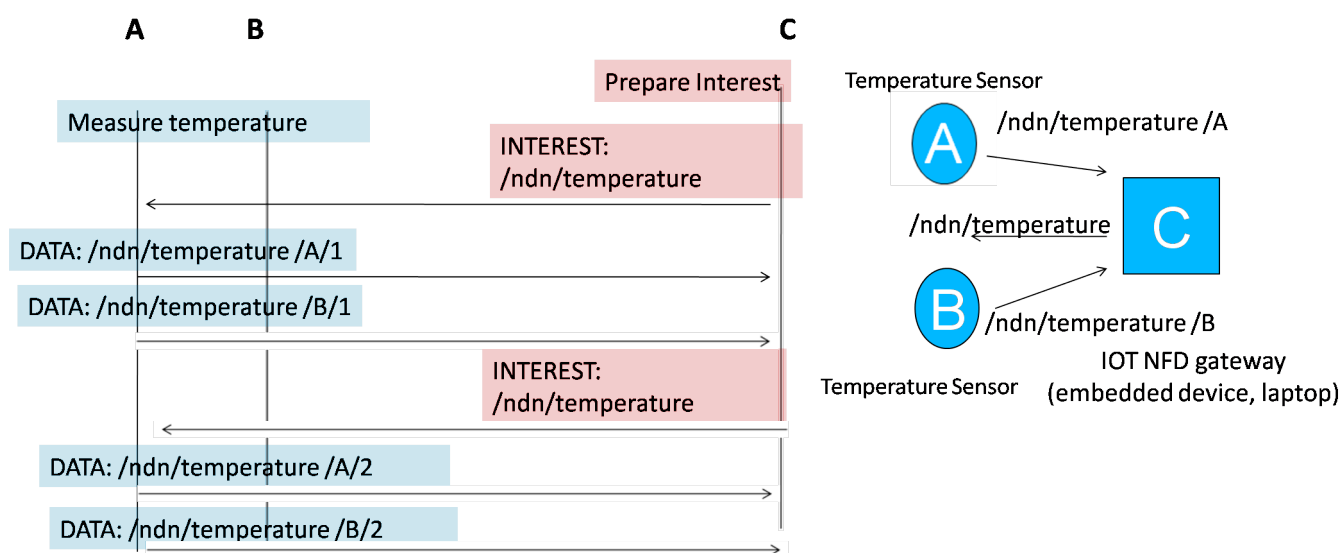 A
B
C
Prepare Interest
Measure temperature
INTEREST:
/ndn/temperature
DATA: /ndn/temperature /A/1
DATA: /ndn/temperature /B/1
INTEREST:
/ndn/temperature
DATA: /ndn/temperature /A/2
DATA: /ndn/temperature /B/2
Temperature Sensor
A
/ndn/temperature /A
/ndn/temperature
C
B
/ndn/temperature /B
Temperature Sensor
IOT NFD gateway
(embedded device, laptop)